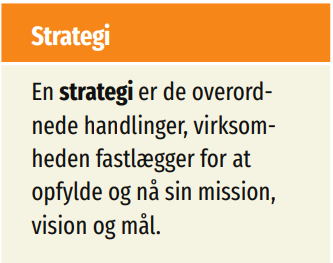 Strategi
En strategi er de overord-
nede handlinger, virksom-
heden fastlægger for at
opfylde og nå sin mission,
vision og mål.